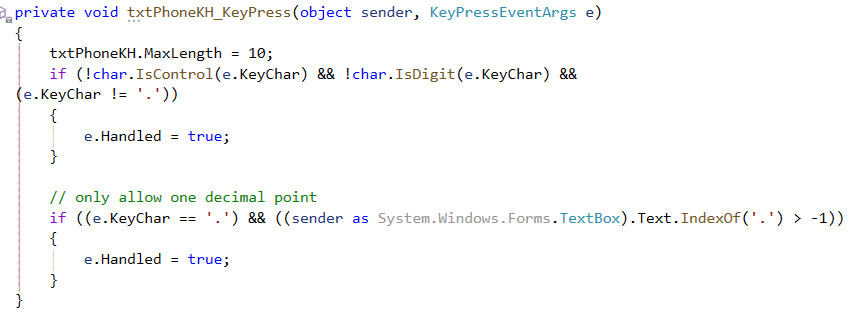 private void txtPhoneKH_KeyPress(object sender, KeyPressEventArgs e)
{
txtPhoneKH.MaxLength = 10;
if (!char.IsControl(e.KeyChar) && !char.IsDigit(e.KeyChar) &&
(e.KeyChar != '.'))
{
e.Handled = true;
}
// only allow one decimal point
if ((e.KeyChar == '.') && ((sender as System.Windows.Forms.TextBox).Text.IndexOf('.') > -1))
{
e.Handled = true;
}
}